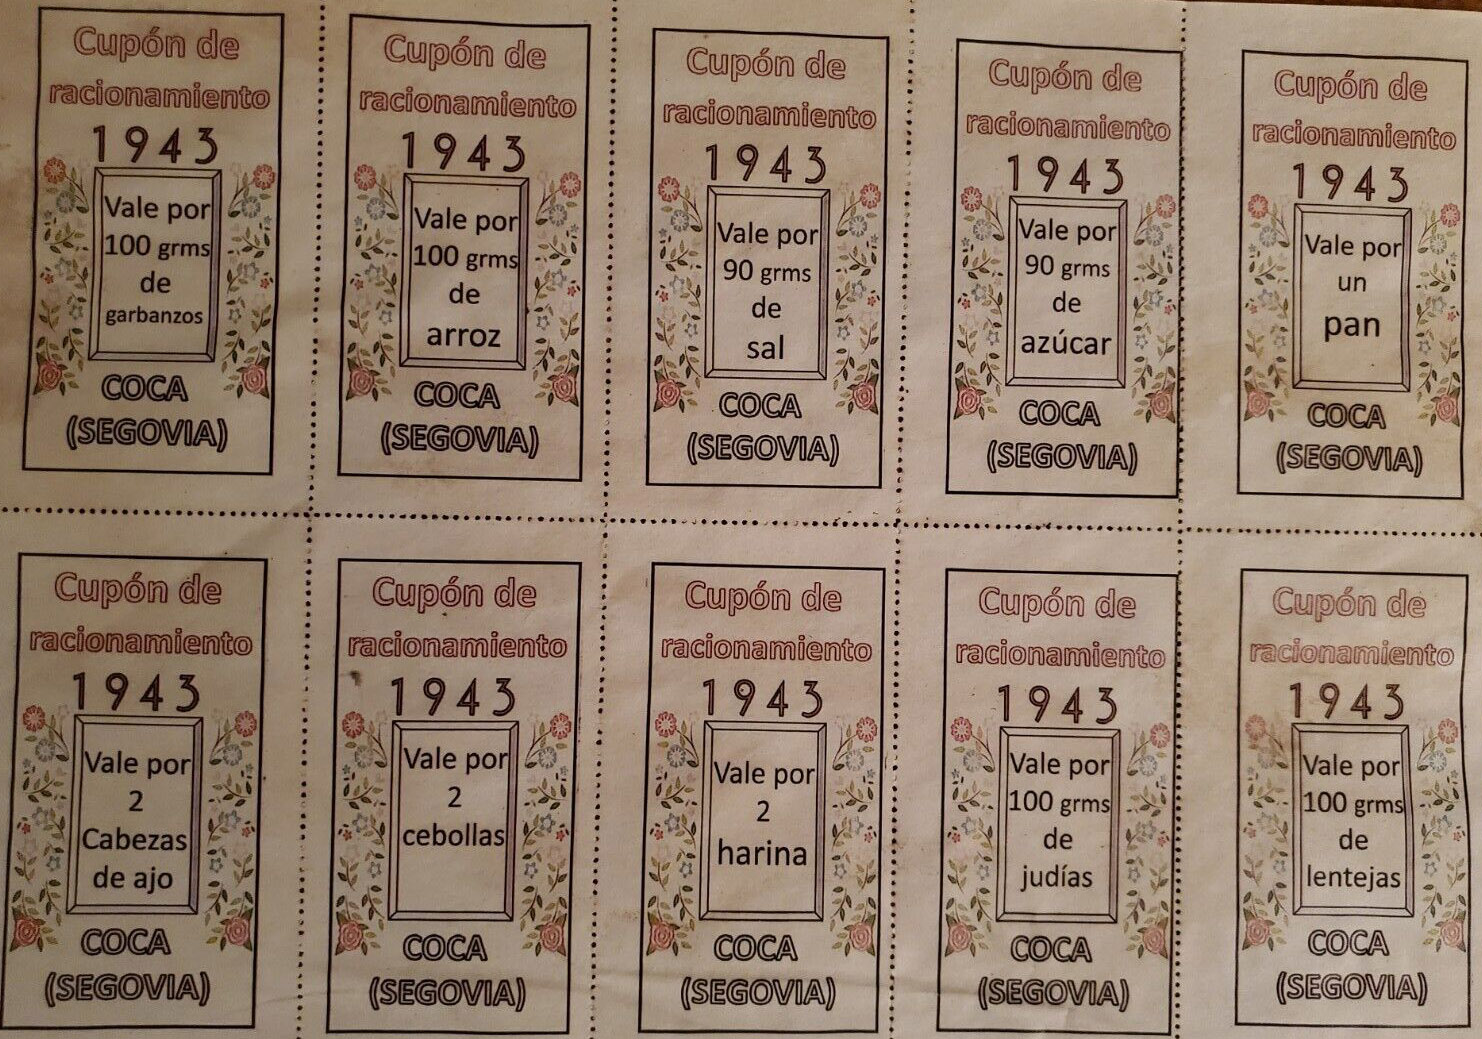 Cupón de
racionamiento
1943
Vale por
100 grms
de
garbanzos
COCA
(SEGOVIA)
Cupón de
racionamiento
1943
Vale por
100 grms
de
arroz
COCA
(SEGOVIA)
Cupón de
racionamiento
1943
Vale por
90 grms
de
sal
COCA
(SEGOVIA)
Cupón de
racionamiento
1943
Vale por
90 grms
de
azúcar
COCA
(SEGOVIA)
Cupón de
racionamiento
1943
Vale por
un
pan
COCA
(SEGOVIA)
Cupón de
racionamiento
1943
Vale por
2
Cabezas
de ajo
COCA
(SEGOVIA)
Cupón de
racionamiento
1943
Vale por
2
cebollas
COCA
(SEGOVIA)
Cupón de
racionamiento
1943
Vale por
2
harina
COCA
(SEGOVIA)
Cupón de
racionamiento
1943
Vale por
100 grms
de
judías
COCA
(SEGOVIA)
Cupón de
racionamiento
1943
Vale por
100 grms
de
lentejas
COCA
(SEGOVIA)